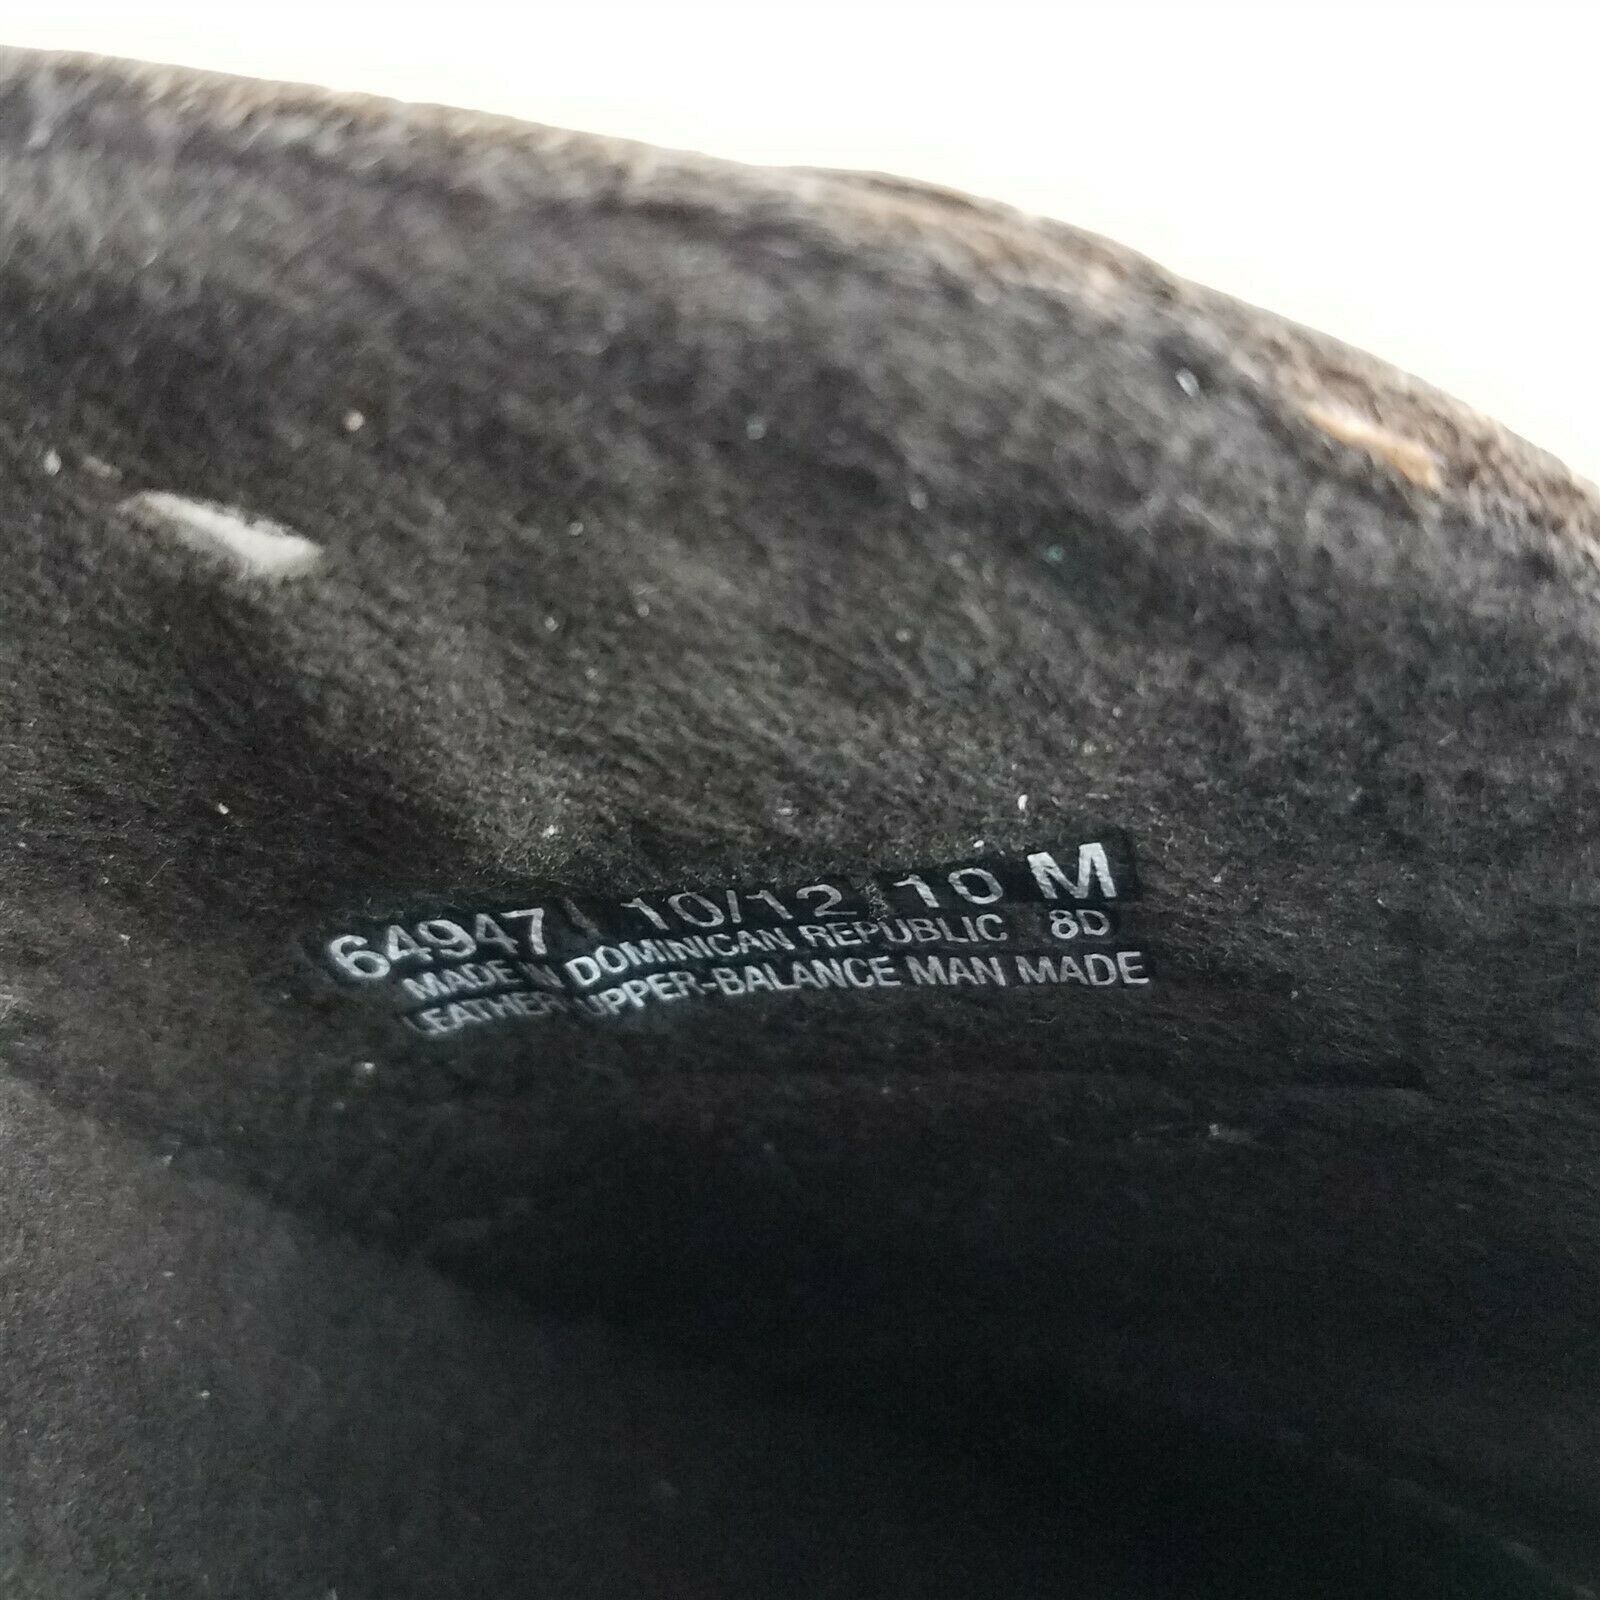 64947 10/12 10 M
MADE IN DOMINICAN REPUBLIC 8D
LEATHER UPPER-BALANCE MAN MADE